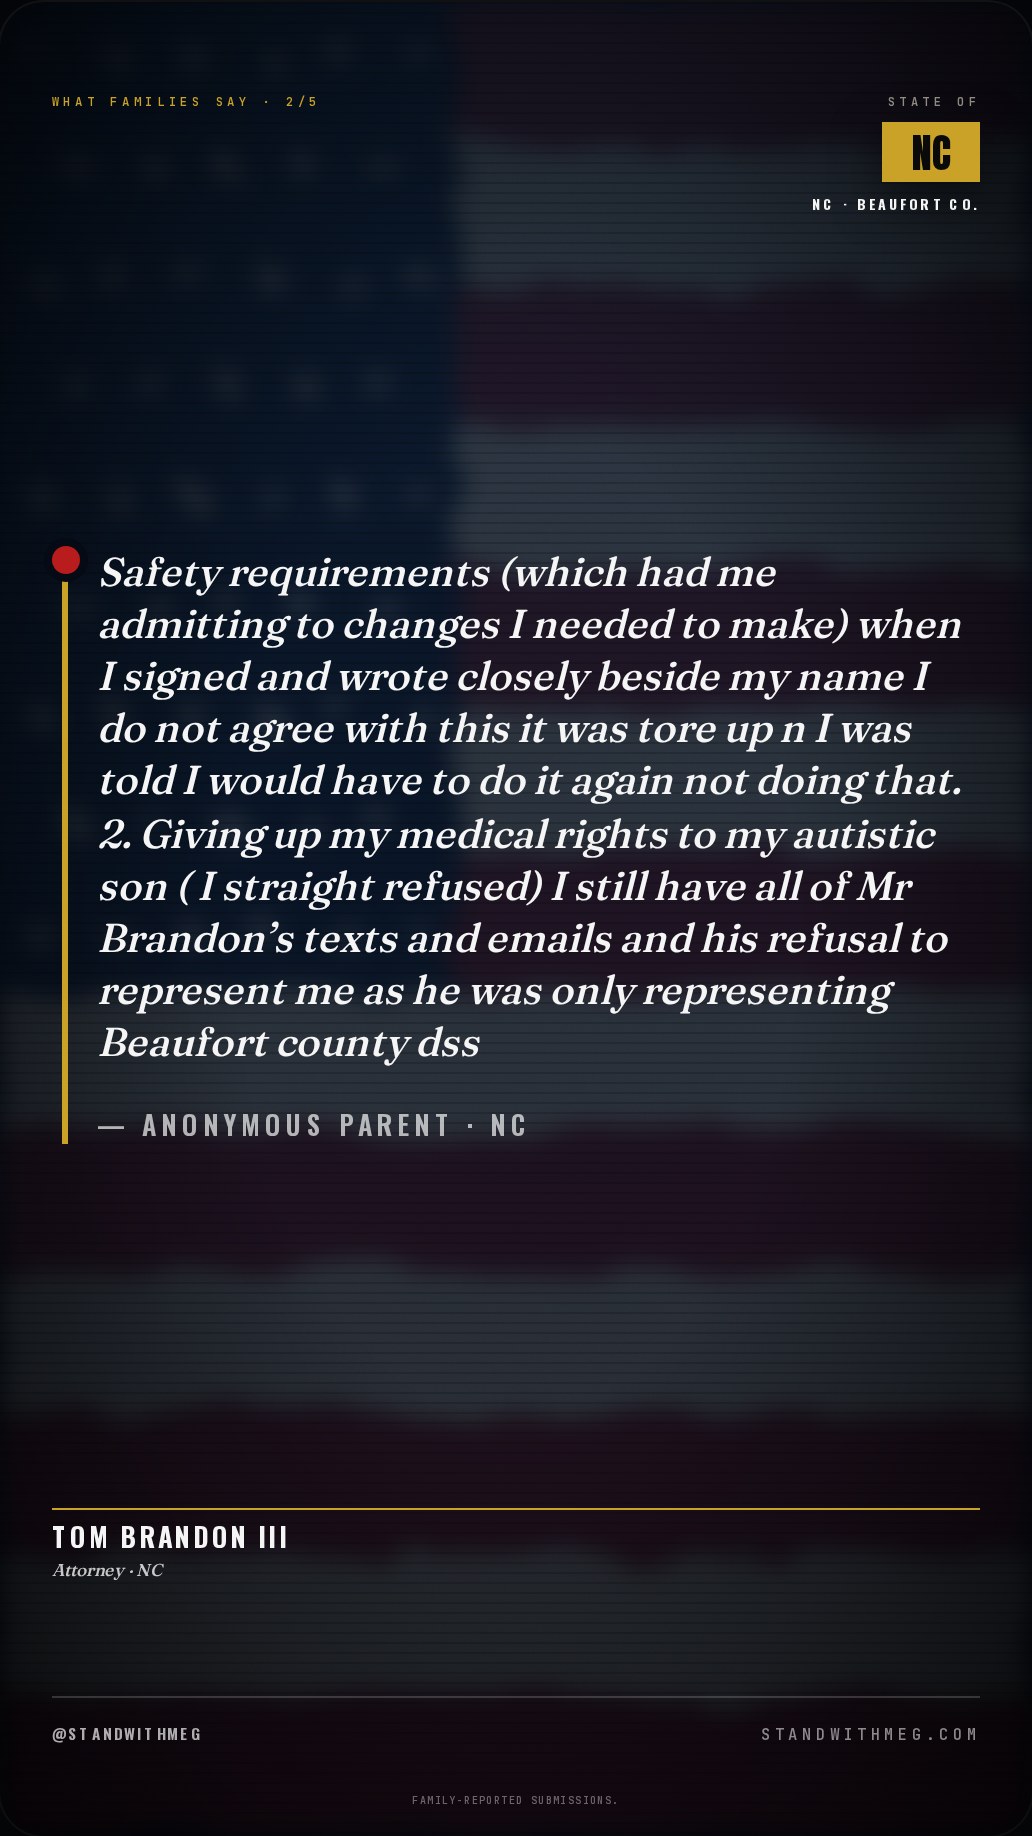 WHAT FAMILIES SAY · 2/5
STATE OF
NC
NC · BEAUFORT CO.
Safety requirements (which had me
admitting to changes I needed to make) when
I signed and wrote closely beside my name I
do not agree with this it was tore up n I was
told I would have to do it again not doing that.
2. Giving up my medical rights to my autistic
son ( I straight refused) I still have all of Mr
Brandon’s texts and emails and his refusal to
represent me as he was only representing
Beaufort county dss
— ANONYMOUS PARENT · NC
TOM BRANDON III
Attorney · NC
@STANDWITHMEG
STANDWITHMEG.COM
FAMILY-REPORTED SUBMISSIONS.